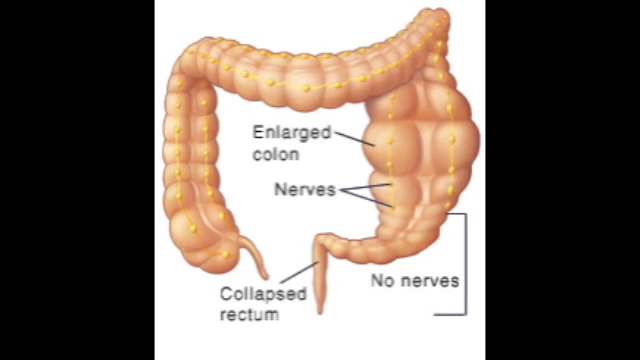 Enlarged
colon
Nerves
No nerves
Collapsed
rectum